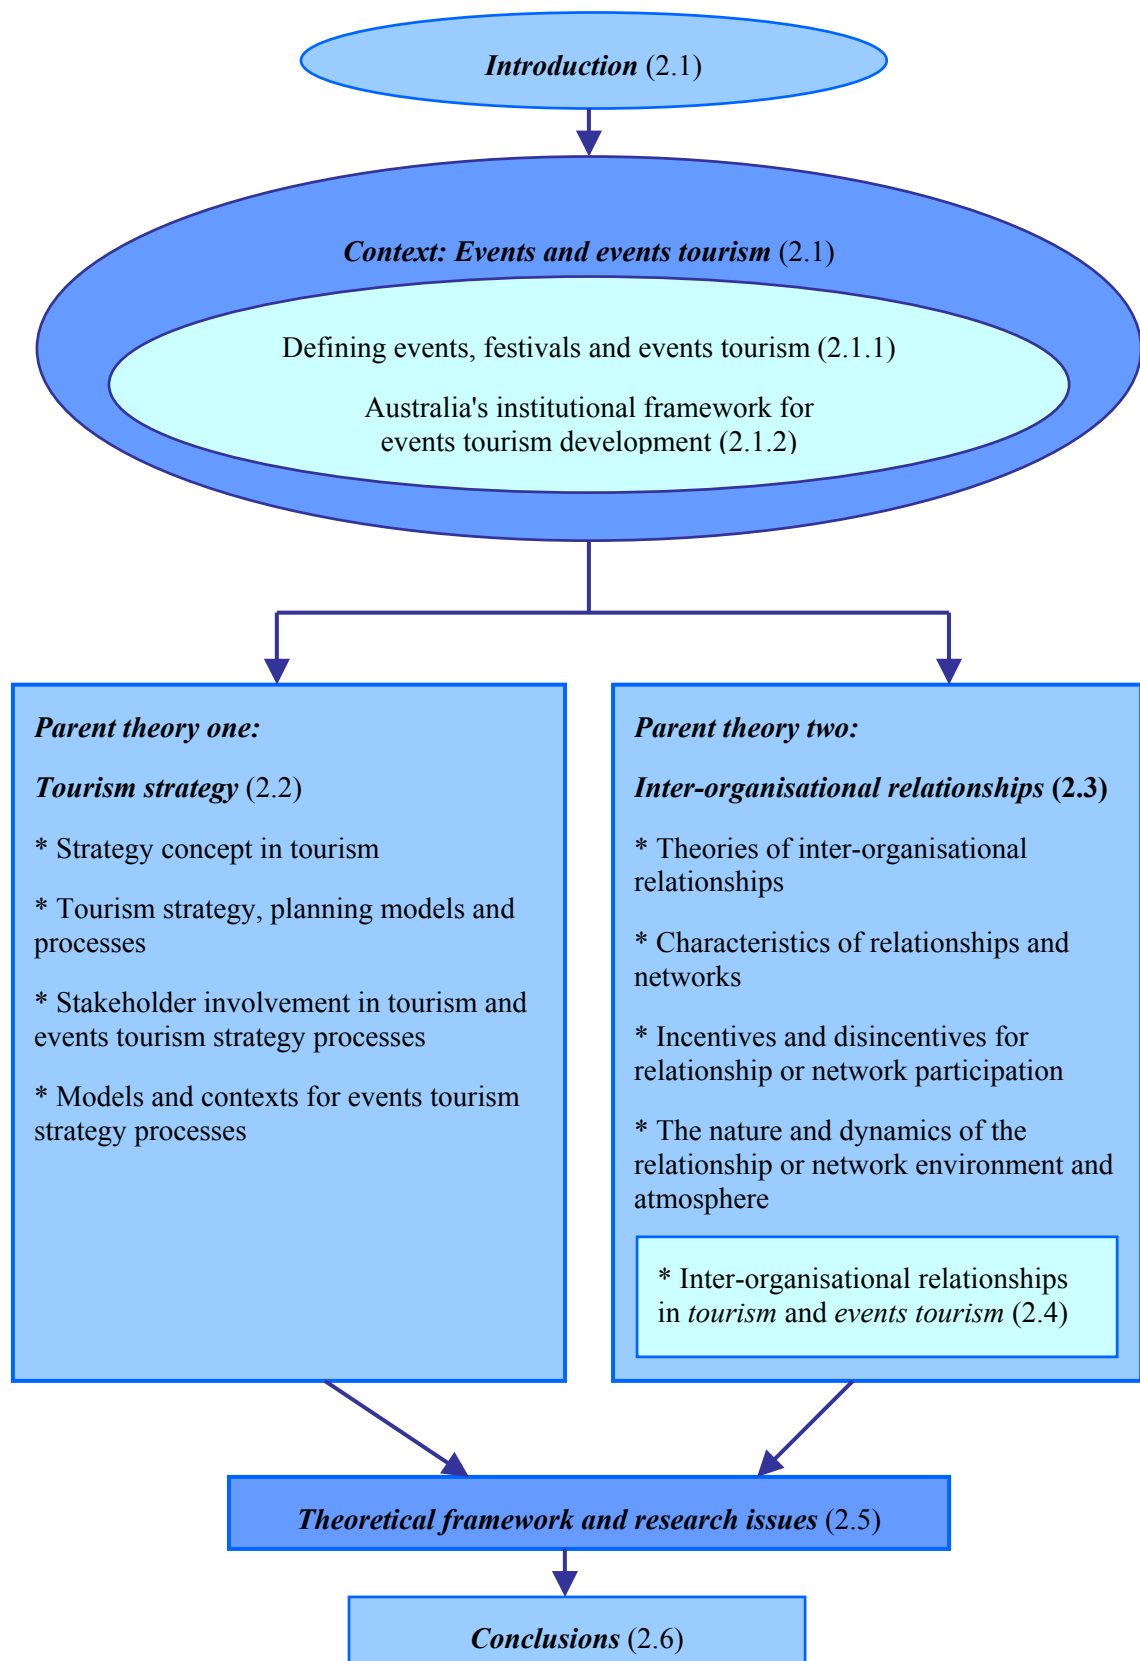 Introduction (2.1)
Context: Events and events tourism (2.1)
Defining events, festivals and events tourism (2.1.1)
Australia's institutional framework for
events tourism development (2.1.2)
Parent theory one:
Tourism strategy (2.2)
* Strategy concept in tourism
* Tourism strategy, planning models and
processes
* Stakeholder involvement in tourism and
events tourism strategy processes
* Models and contexts for events tourism
strategy processes
Parent theory two:
Inter-organisational relationships (2.3)
* Theories of inter-organisational
relationships
* Characteristics of relationships and
networks
* Incentives and disincentives for
relationship or network participation
* The nature and dynamics of the
relationship or network environment and
atmosphere
* Inter-organisational relationships
in tourism and events tourism (2.4)
Theoretical framework and research issues (2.5)
Conclusions (2.6)